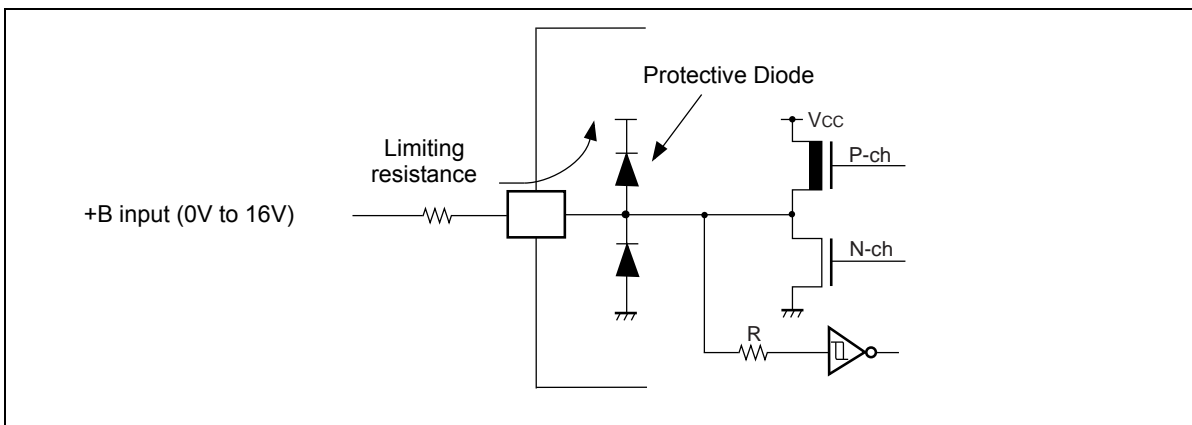 Protective Diode
VCC
Limiting
resistance
P-ch
+B input (0V to 16V)
N-ch
R